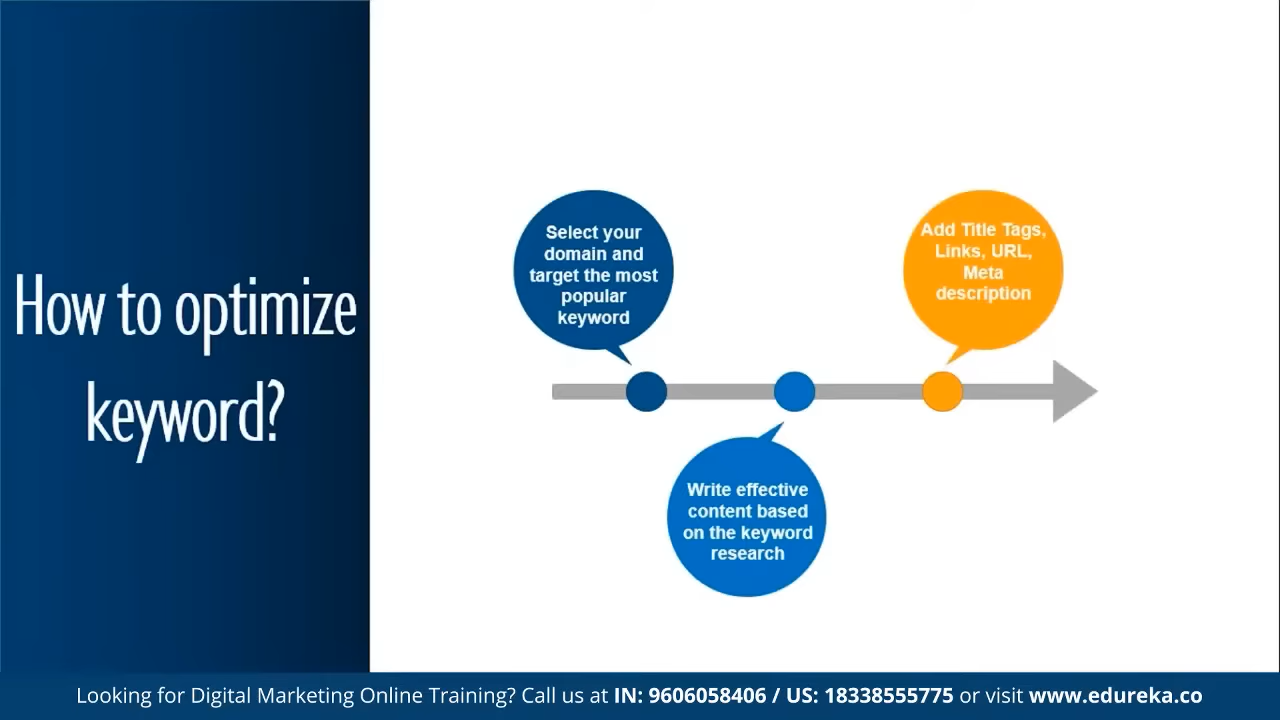 How to optimize
keyword?
Select your
domain and
target the most
popular
keyword
Write effective
content based
on the keyword
research
Add Title Tags,
Links, URL,
Meta
description
Looking for Digital Marketing Online Training? Call us at IN: 9606058406 / US: 18338555775 or visit www.edureka.co